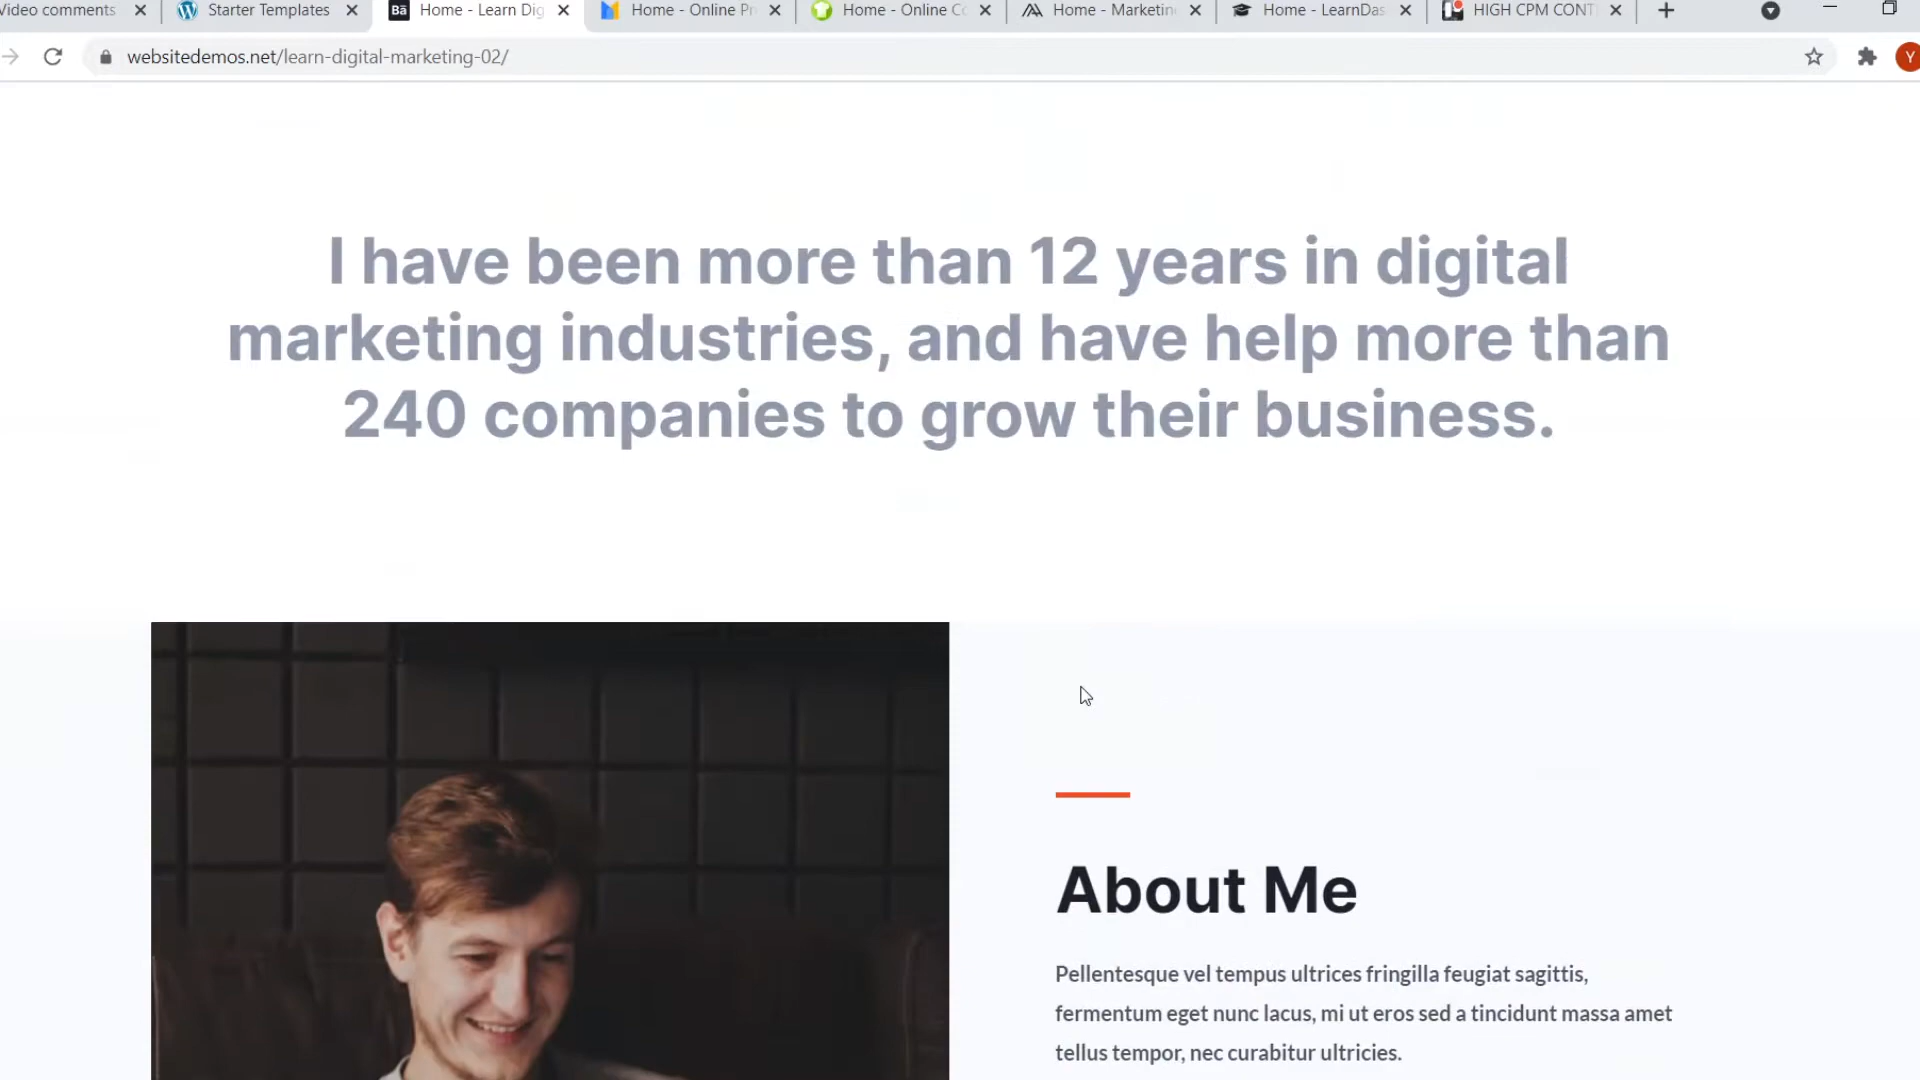 Video comments
Starter Templates
Bā
Home - Learn Dig
Home - Online Pr
Home - Online Co
Home - Marketin
Home - LearnDas
HIGH CPM CONT
websitedemos.net/learn-digital-marketing-02/
Y
I have been more than 12 years in digital
marketing industries, and have help more than
240 companies to grow their business.
About Me
Pellentesque vel tempus ultrices fringilla feugiat sagittis,
fermentum eget nunc lacus, mi ut eros sed a tincidunt massa amet
tellus tempor, nec curabitur ultricies.